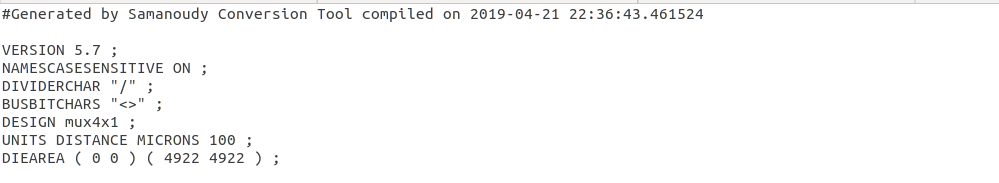 #Generated by Samanoudy Conversion Tool compiled on 2019-04-21 22:36:43.461524
VERSION 5.7 ;
NAMESCASESENSITIVE ON ;
DIVIDERCHAR "/" ;
BUSBITCHARS "<>" ;
DESIGN mux4x1 ;
UNITS DISTANCE MICRONS 100 ;
DIEAREA ( 0 0 ) ( 4922 4922 ) ;